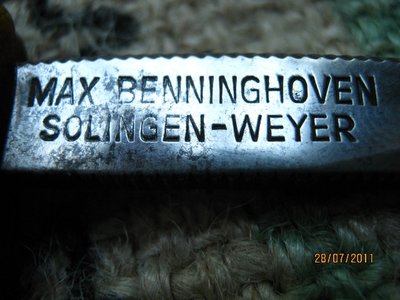 MAX BENNINGHOVEN
SOLINGEN-WEYER
28/07/2011